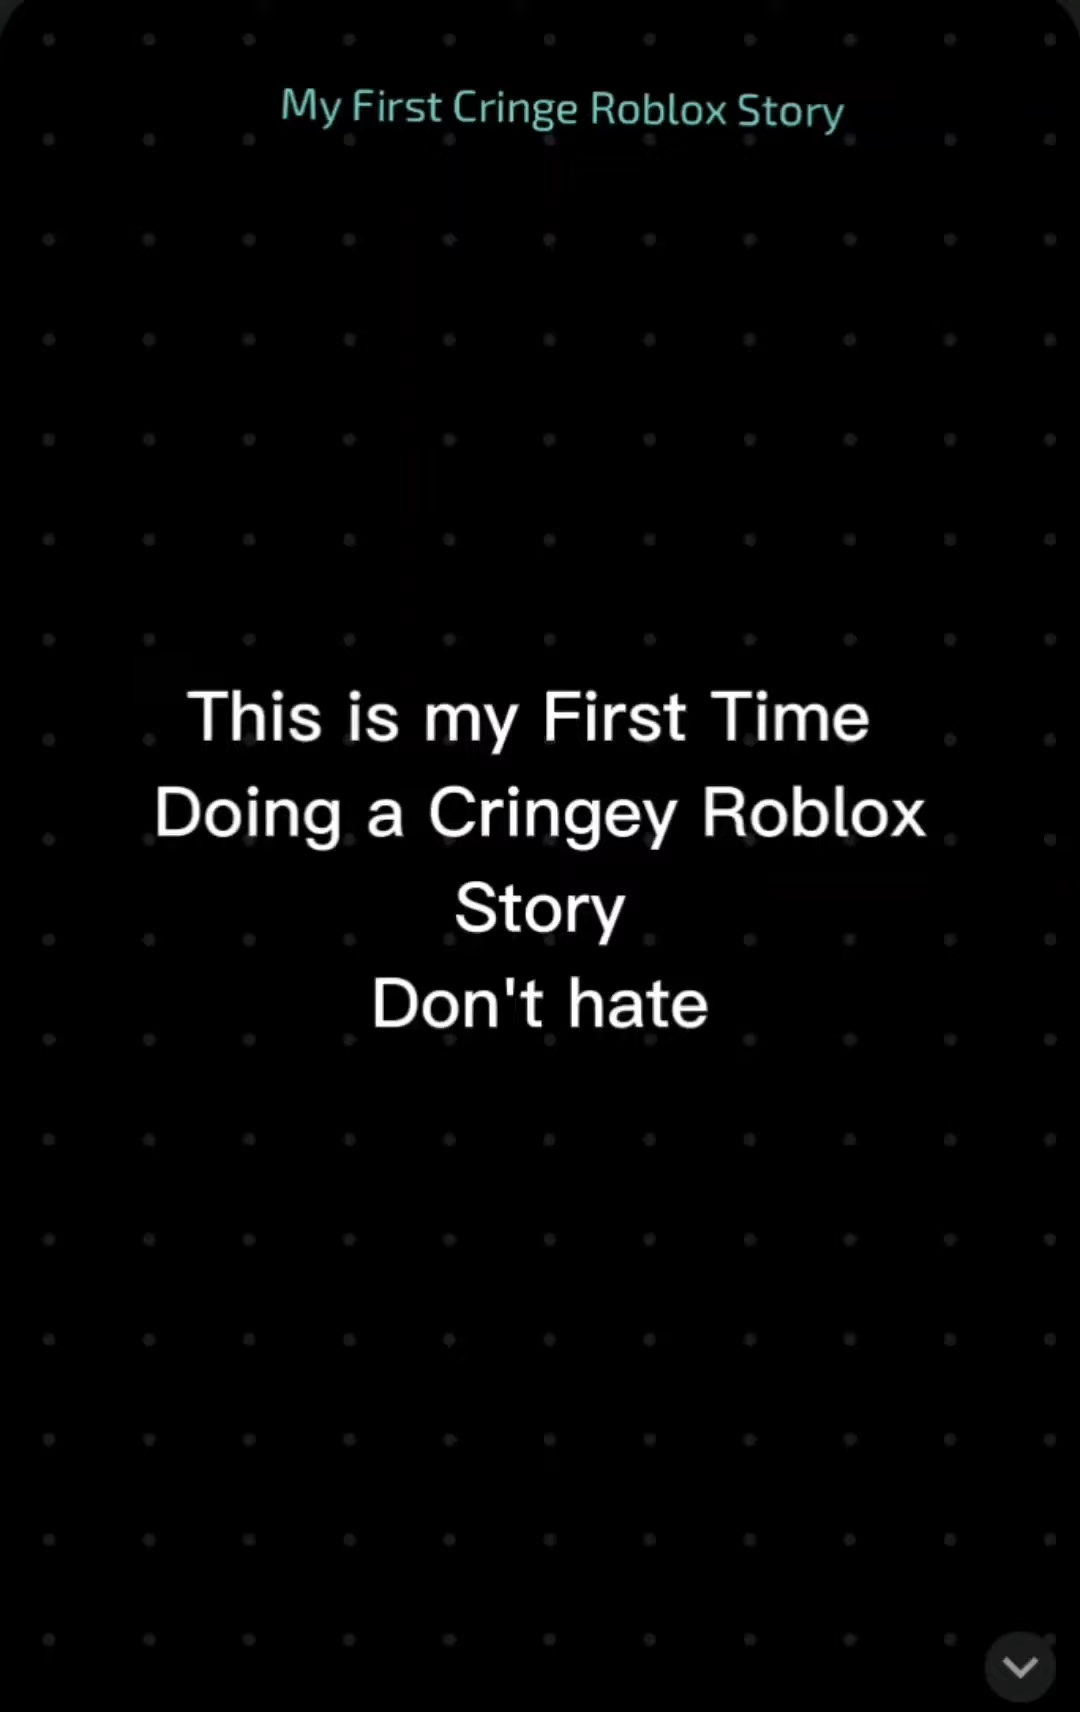 My First Cringe Roblox Story
This is my First Time
Doing a Cringey Roblox
Story
Don't hate